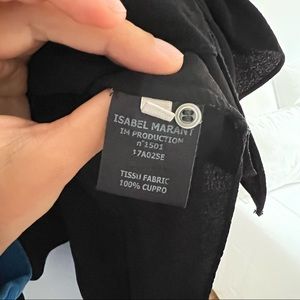 ISABEL MARANT
IM PRODUCTION
n°1501
17A025E
TISSU FABRIC
100% CUPRO